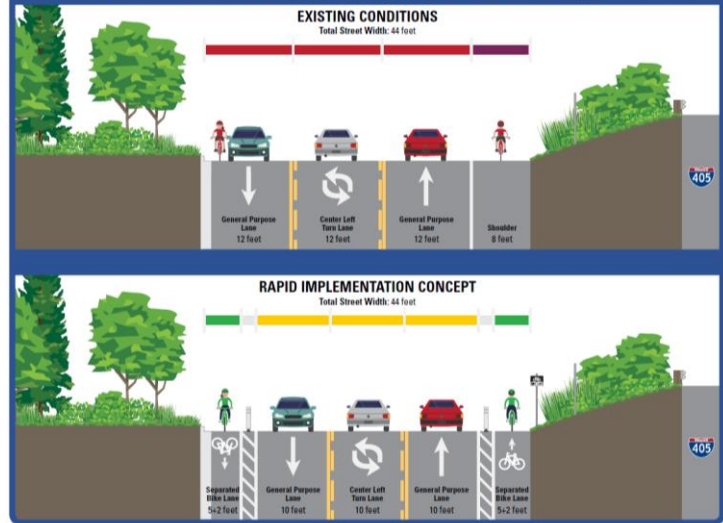 EXISTING CONDITIONS
Total Street Width: 44 feet
General Purpose
Lane
12 feet
Center Left
Turn Lane
12 feet
General Purpose
Lane
12 feet
Shoulder
8 feet
405
RAPID IMPLEMENTATION CONCEPT
Total Street Width: 44 feet
Separated
Bike Lane
5+2 feet
General Purpose
Lane
10 feet
Center Left
Turn Lane
10 feet
General Purpose
Lane
10 feet
Separated
Bike Lane
5+2 feet
405